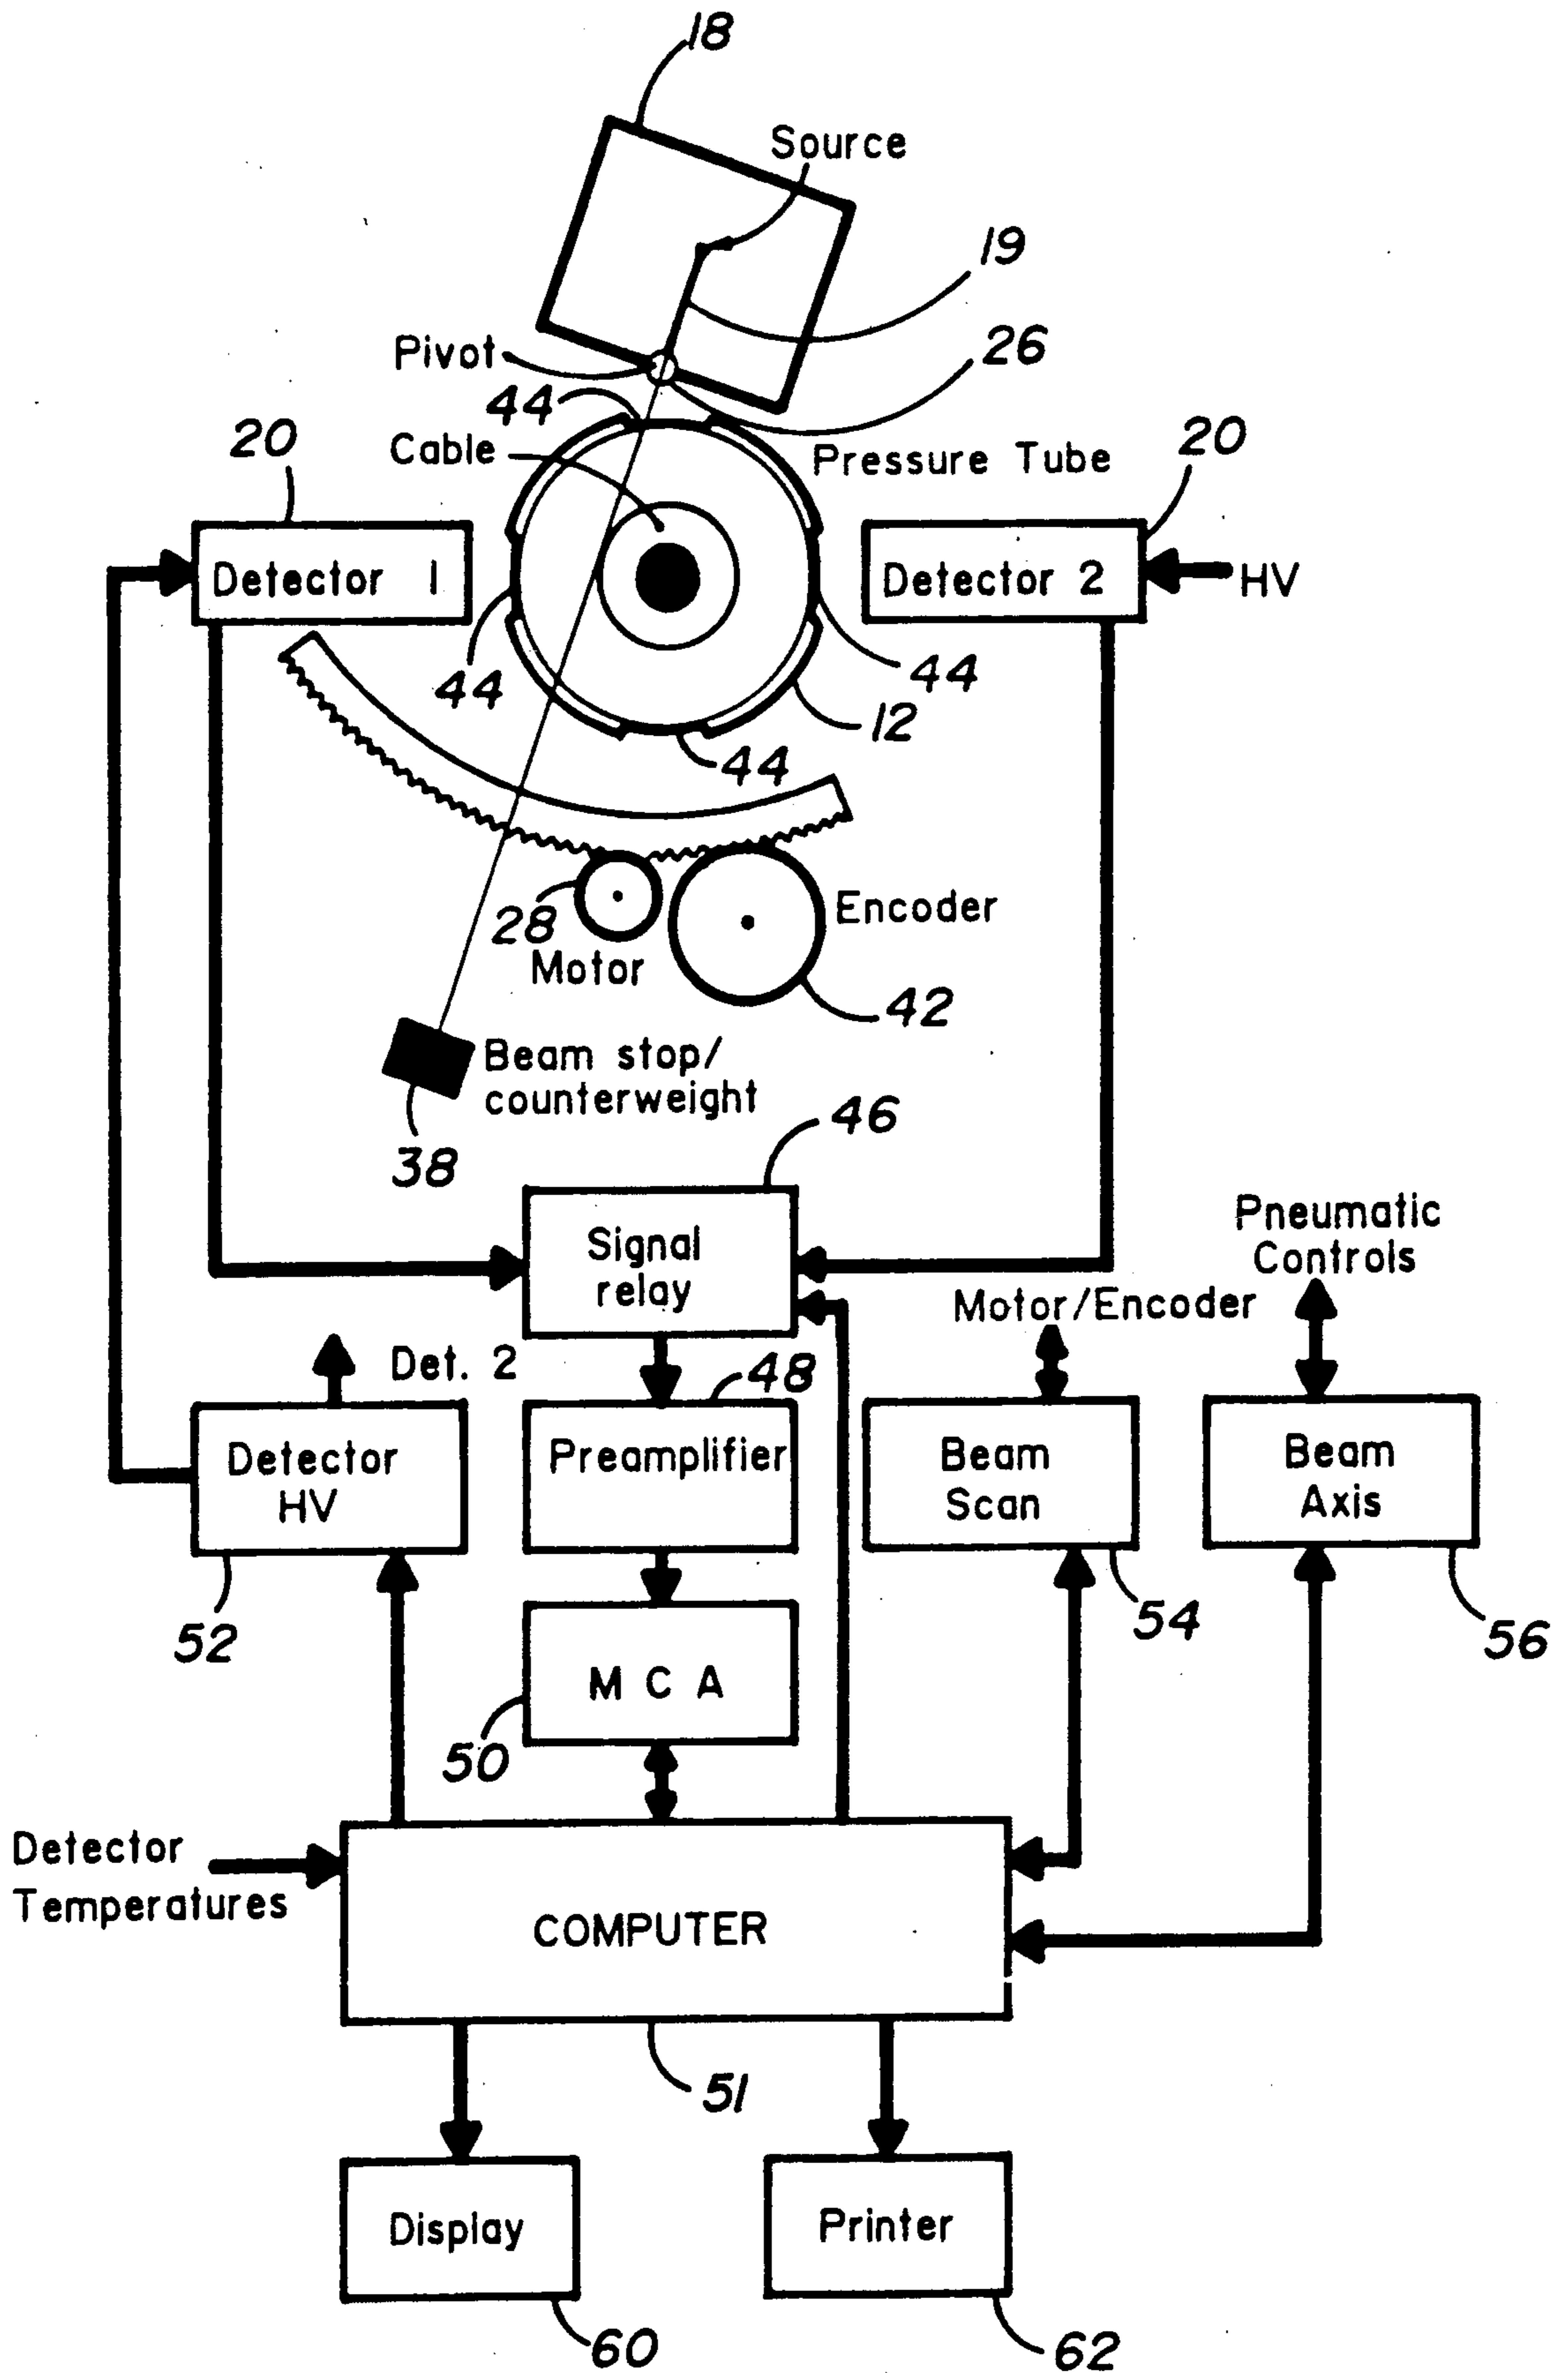 18
Source
19
Pivot
26
44
Cable
20
Pressure Tube
20
Detector 1
Detector 2
HV
44
44
12
44
28
Motor
Encoder
42
Beam stop/
counterweight
38
46
Signal
relay
Pneumatic
Controls
Motor/Encoder
Det. 2
48
Detector
HV
Preamplifier
Beam
Scan
Beam
Axis
52
54
56
M C A
50
Detector
Temperatures
COMPUTER
51
Display
Printer
60
62